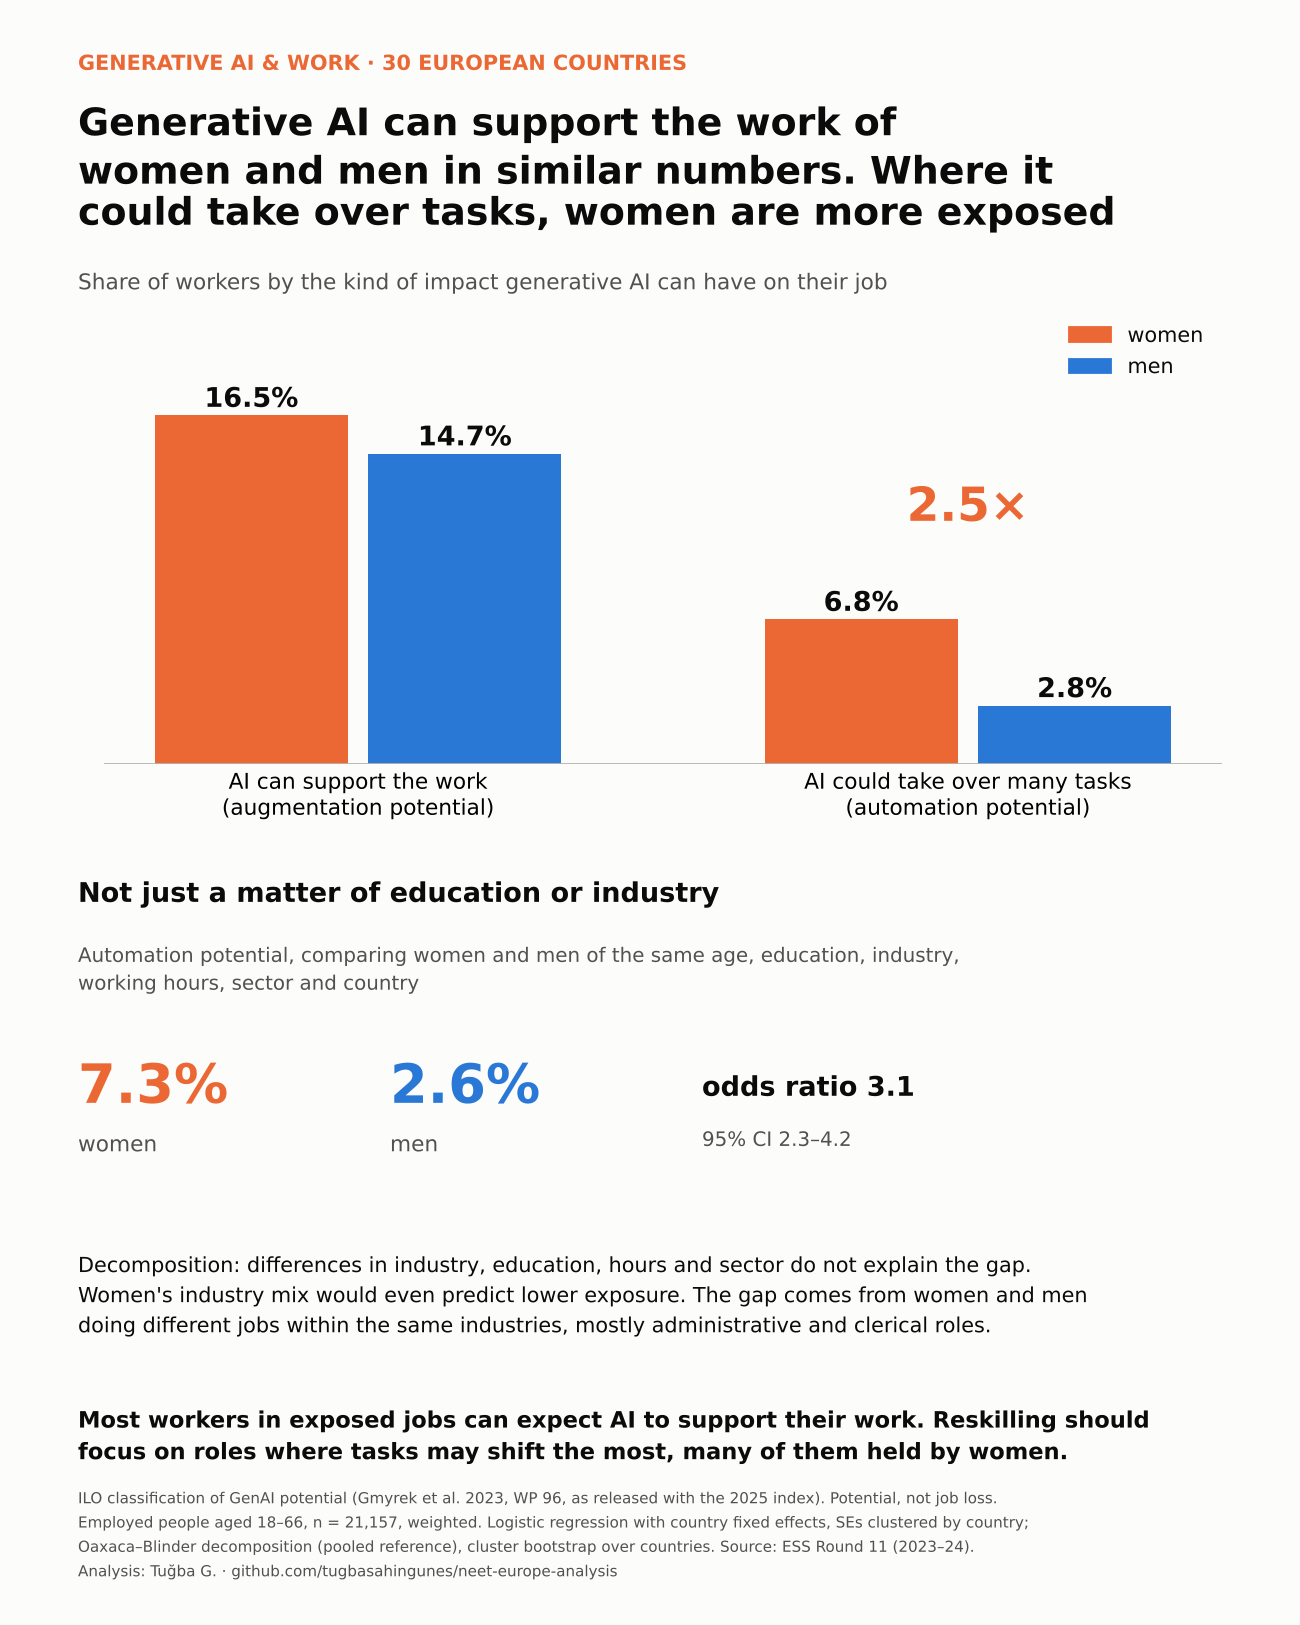 GENERATIVE AI & WORK · 30 EUROPEAN COUNTRIES
Generative AI can support the work of
women and men in similar numbers. Where it
could take over tasks, women are more exposed
Share of workers by the kind of impact generative AI can have on their job
women
men
16.5%
14.7%
2.5×
6.8%
2.8%
AI can support the work
(augmentation potential)
AI could take over many tasks
(automation potential)
Not just a matter of education or industry
Automation potential, comparing women and men of the same age, education, industry,
working hours, sector and country
7.3%
women
2.6%
men
odds ratio 3.1
95% CI 2.3–4.2
Decomposition: differences in industry, education, hours and sector do not explain the gap.
Women's industry mix would even predict lower exposure. The gap comes from women and men
doing different jobs within the same industries, mostly administrative and clerical roles.
Most workers in exposed jobs can expect AI to support their work. Reskilling should
focus on roles where tasks may shift the most, many of them held by women.
ILO classification of GenAI potential (Gmyrek et al. 2023, WP 96, as released with the 2025 index). Potential, not job loss.
Employed people aged 18–66, n = 21,157, weighted. Logistic regression with country fixed effects, SEs clustered by country;
Oaxaca–Blinder decomposition (pooled reference), cluster bootstrap over countries. Source: ESS Round 11 (2023–24).
Analysis: Tuğba G. · github.com/tugbasahingunes/neet-europe-analysis